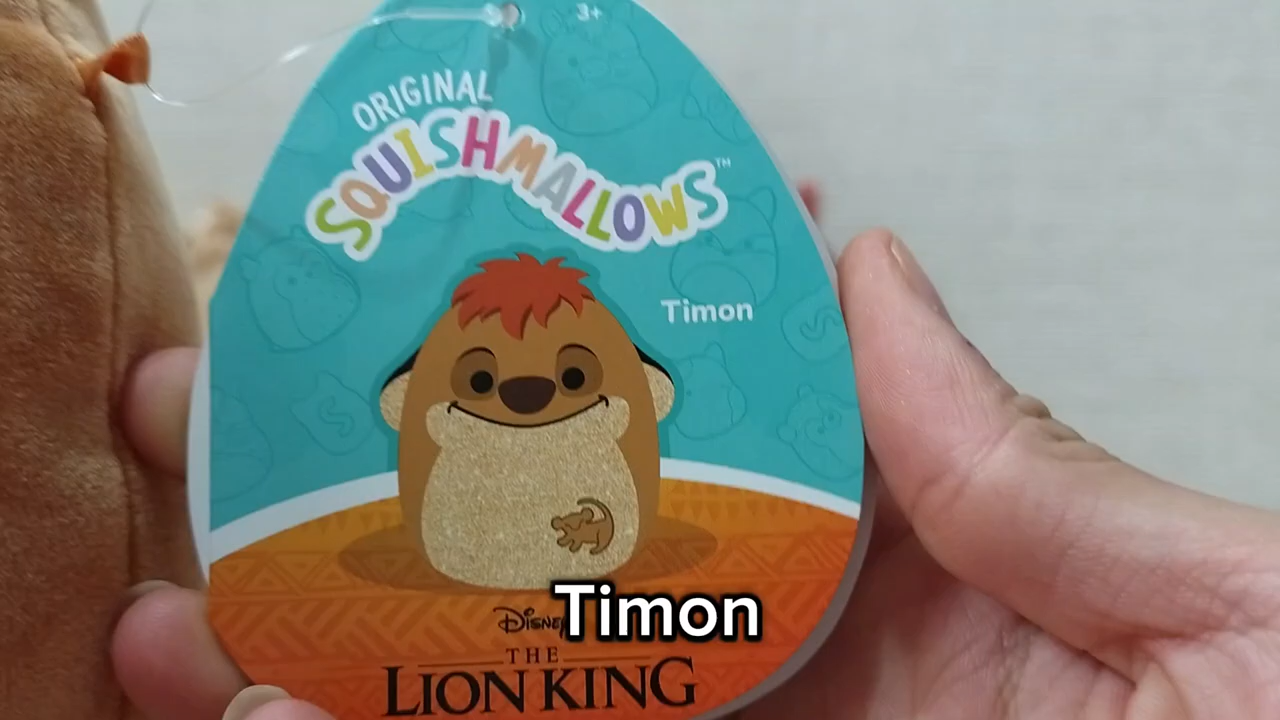 3+
ORIGINAL
SQUISHMALLOWS™
Timon
Disney
Timon
THE
LION KING